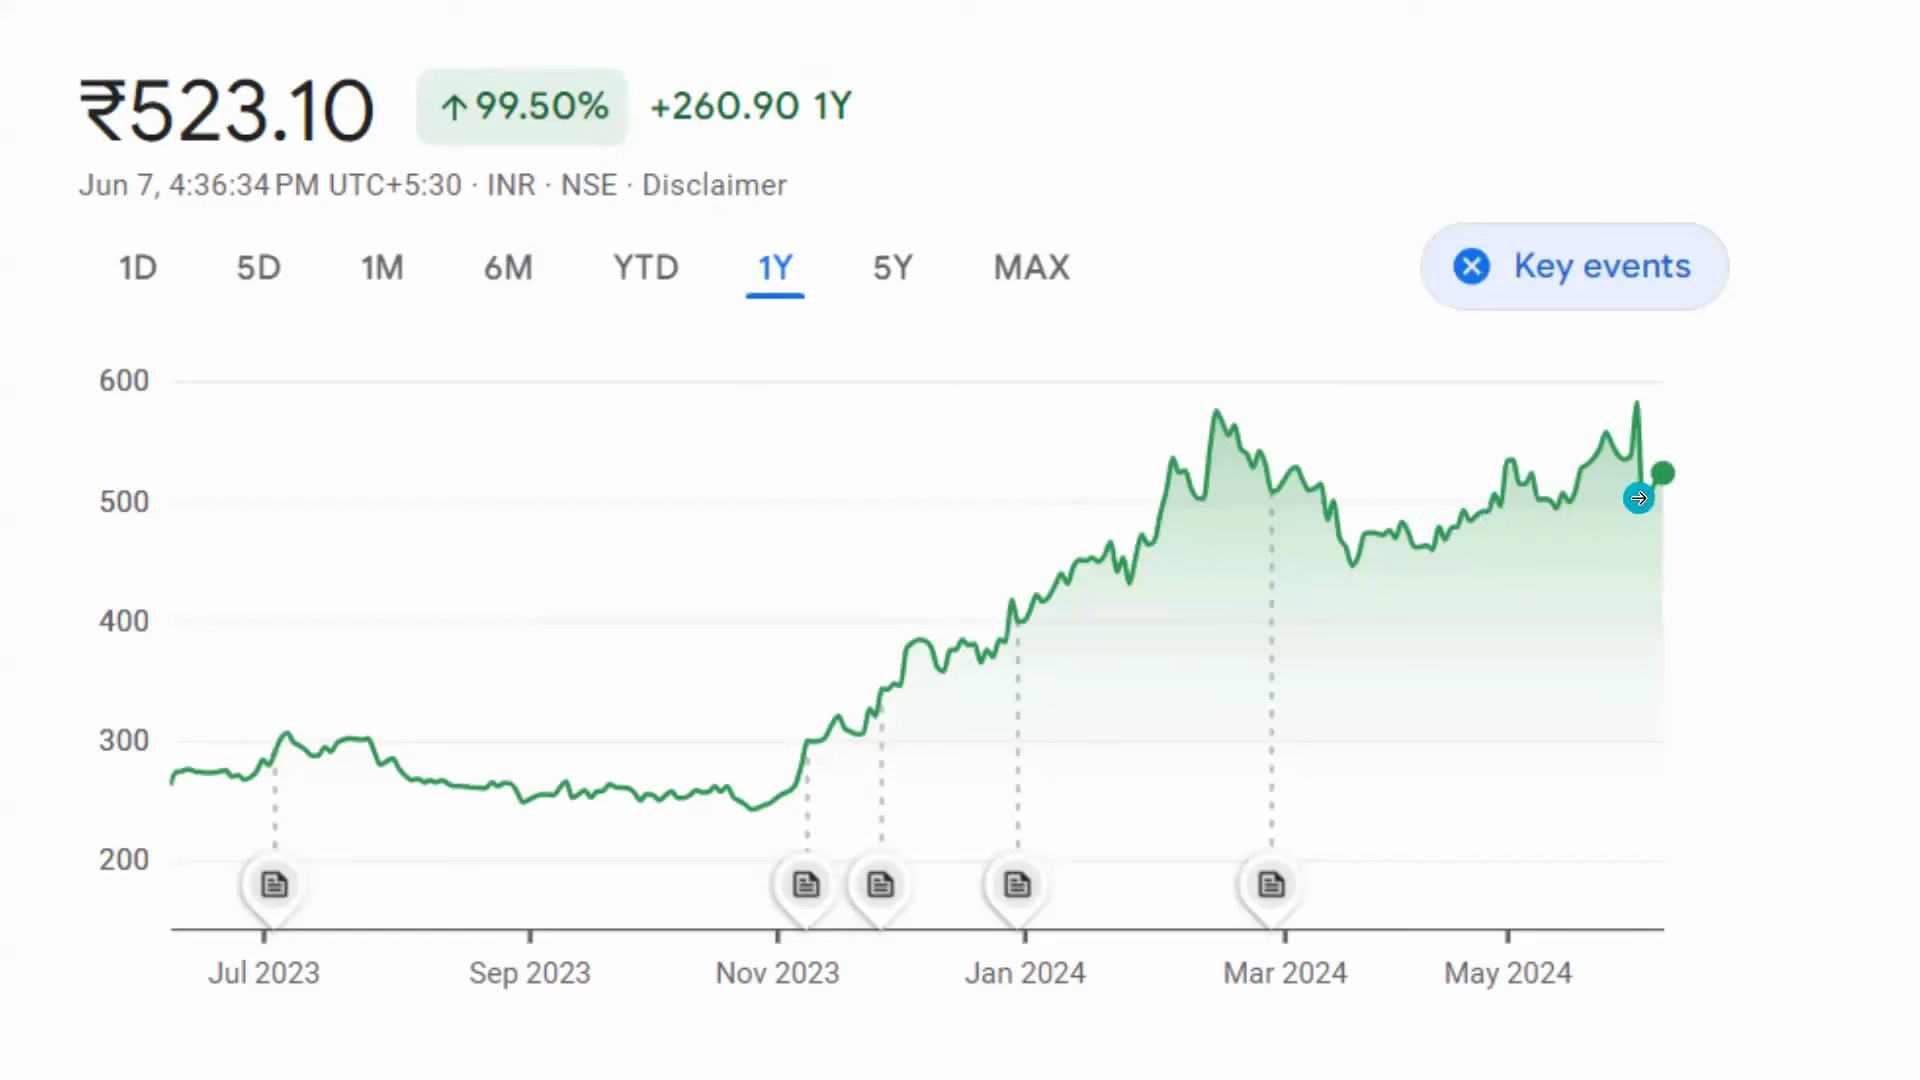 ₹523.10 ↑99.50% +260.90 1Y
Jun 7, 4:36:34 PM UTC+5:30 · INR · NSE · Disclaimer
1D 5D 1M 6M YTD 1Y 5Y MAX Key events
600
500
400
300
200
Jul 2023 Sep 2023 Nov 2023 Jan 2024 Mar 2024 May 2024